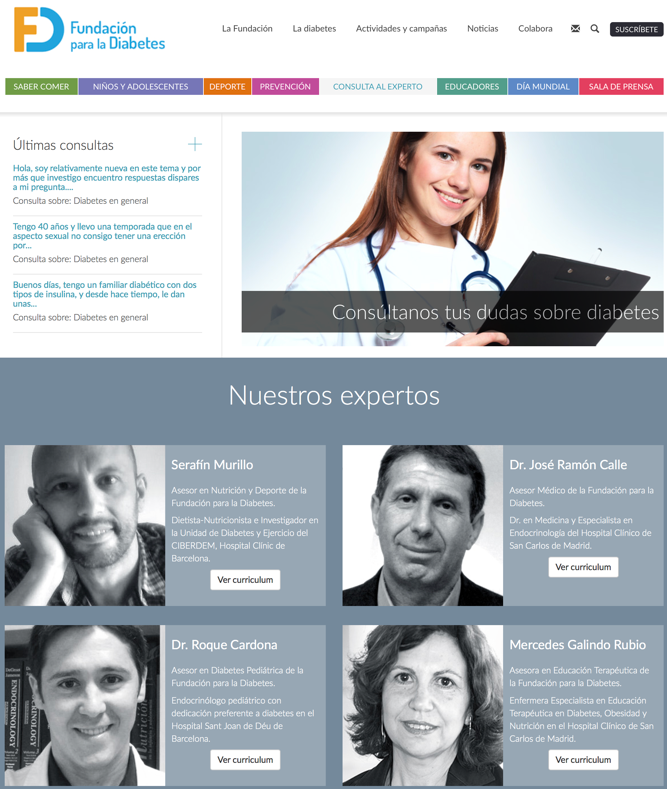 Fundación
para la Diabetes
La Fundación
La diabetes
Actividades y campañas
Noticias
Colabora
SUSCRÍBETE
SABER COMER
NIÑOS Y ADOLESCENTES
DEPORTE
PREVENCIÓN
CONSULTA AL EXPERTO
EDUCADORES
DÍA MUNDIAL
SALA DE PRENSA
Últimas consultas
Hola, soy relativamente nueva en este tema y por
más que investigo encuentro respuestas dispares
a mi pregunta....
Consulta sobre: Diabetes en general
Tengo 40 años y llevo una temporada que en el
aspecto sexual no consigo tener una erección
por...
Consulta sobre: Diabetes en general
Buenos días, tengo un familiar diabético con dos
tipos de insulina, y desde hace tiempo, le dan
unas...
Consulta sobre: Diabetes en general
Consúltanos tus dudas sobre diabetes
Nuestros expertos
Serafín Murillo
Asesor en Nutrición y Deporte de la
Fundación para la Diabetes.
Dietista-Nutricionista e Investigador en
la Unidad de Diabetes y Ejercicio del
CIBERDEM, Hospital Clínic de
Barcelona.
Ver curriculum
Dr. José Ramón Calle
Asesor Médico de la Fundación para la
Diabetes.
Dr. en Medicina y Especialista en
Endocrinología del Hospital Clínico de
San Carlos de Madrid.
Ver curriculum
ENDOCRINOLOGY
ENDOCRINOLOGY
Dr. Roque Cardona
Asesor en Diabetes Pediátrica de la
Fundación para la Diabetes.
Endocrinólogo pediátrico con
dedicación preferente a diabetes en el
Hospital Sant Joan de Déu de
Barcelona.
Ver curriculum
Mercedes Galindo Rubio
Asesora en Educación Terapéutica de
la Fundación para la Diabetes.
Enfermera Especialista en Educación
Terapéutica en Diabetes, Obesidad y
Nutrición en el Hospital Clínico de San
Carlos de Madrid.
Ver curriculum